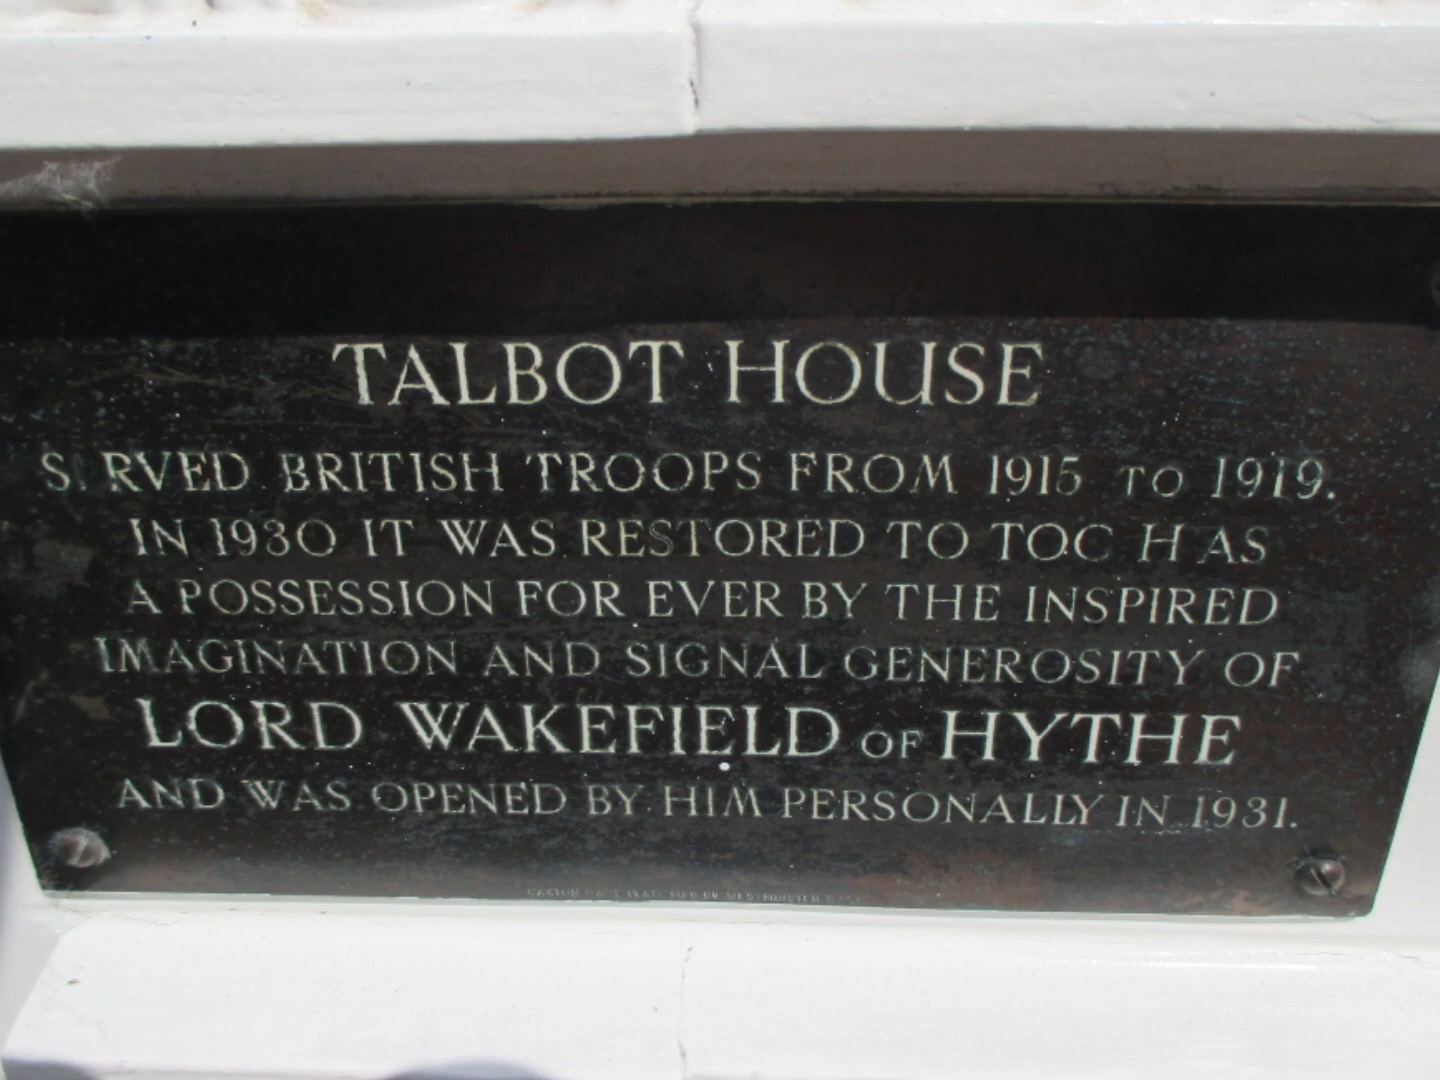 TALBOT HOUSE
SERVED BRITISH TROOPS FROM 1915 TO 1919.
IN 1930 IT WAS RESTORED TO TOC H AS
A POSSESSION FOR EVER BY THE INSPIRED
IMAGINATION AND SIGNAL GENEROSITY OF
LORD WAKEFIELD OF HYTHE
AND WAS OPENED BY HIM PERSONALLY IN 1931.
WESTMINSTER